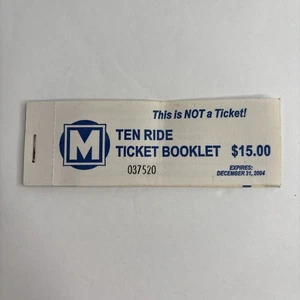 This is NOT a Ticket!
M
TEN RIDE
TICKET BOOKLET $15.00
037520
EXPIRES:
DECEMBER 31, 2004